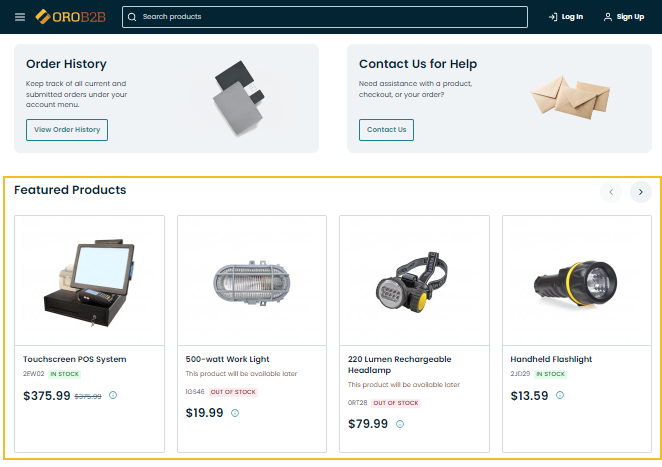 OROB2B
Search products
Log In
Sign Up
Order History
Keep track of all current and
submitted orders under your
account menu.
View Order History
Contact Us for Help
Need assistance with a product,
checkout, or your order?
Contact Us
Featured Products
Touchscreen POS System
2EW02 IN STOCK
$375.99 $375.99
500-watt Work Light
This product will be available later
1GS46 OUT OF STOCK
$19.99
220 Lumen Rechargeable
Headlamp
This product will be available later
0RT28 OUT OF STOCK
$79.99
Handheld Flashlight
2JD29 IN STOCK
$13.59